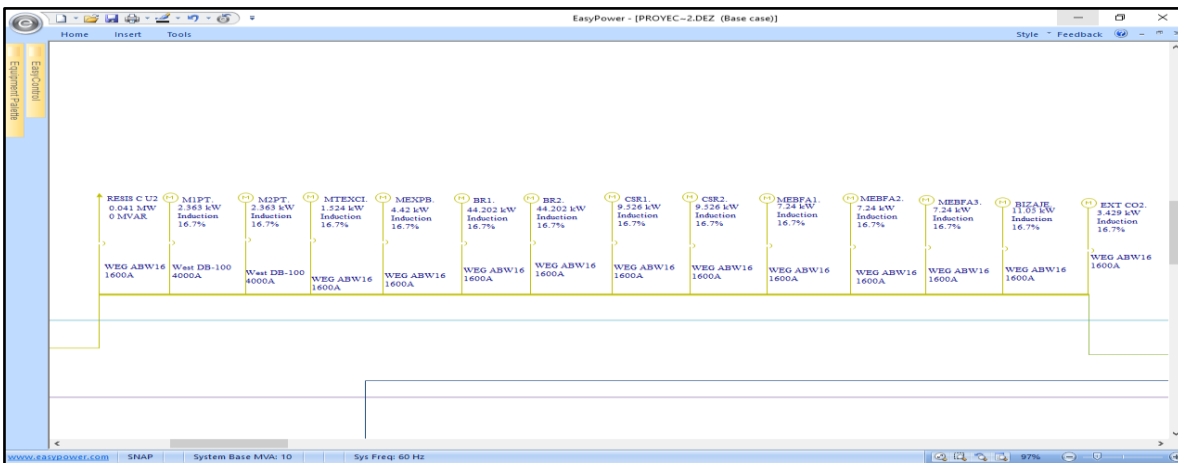 EasyPower - [PROYEC~2.DEZ (Base case)]
Home Insert Tools
Style Feedback
EasyControl
Equipment Palette
RESIS C U2
0.041 MW
0 MVAR
WEG ABW16
1600A
M1PT.
2.363 kW
Induction
16.7%
West DB-100
4000A
M2PT.
2.363 kW
Induction
16.7%
West DB-100
4000A
MTEXCI.
1.524 kW
Induction
16.7%
WEG ABW16
1600A
MEXPB.
4.42 kW
Induction
16.7%
WEG ABW16
1600A
BR1.
44.202 kW
Induction
16.7%
WEG ABW16
1600A
BR2.
44.202 kW
Induction
16.7%
WEG ABW16
1600A
CSR1.
9.526 kW
Induction
16.7%
WEG ABW16
1600A
CSR2.
9.526 kW
Induction
16.7%
WEG ABW16
1600A
MEBFA1.
7.24 kW
Induction
16.7%
WEG ABW16
1600A
MEBFA2.
7.24 kW
Induction
16.7%
WEG ABW16
1600A
MEBFA3.
7.24 kW
Induction
16.7%
WEG ABW16
1600A
BIZAJE.
11.05 kW
Induction
16.7%
WEG ABW16
1600A
EXT CO2.
3.429 kW
Induction
16.7%
WEG ABW16
1600A
www.easypower.com SNAP System Base MVA: 10 Sys Freq: 60 Hz 97%